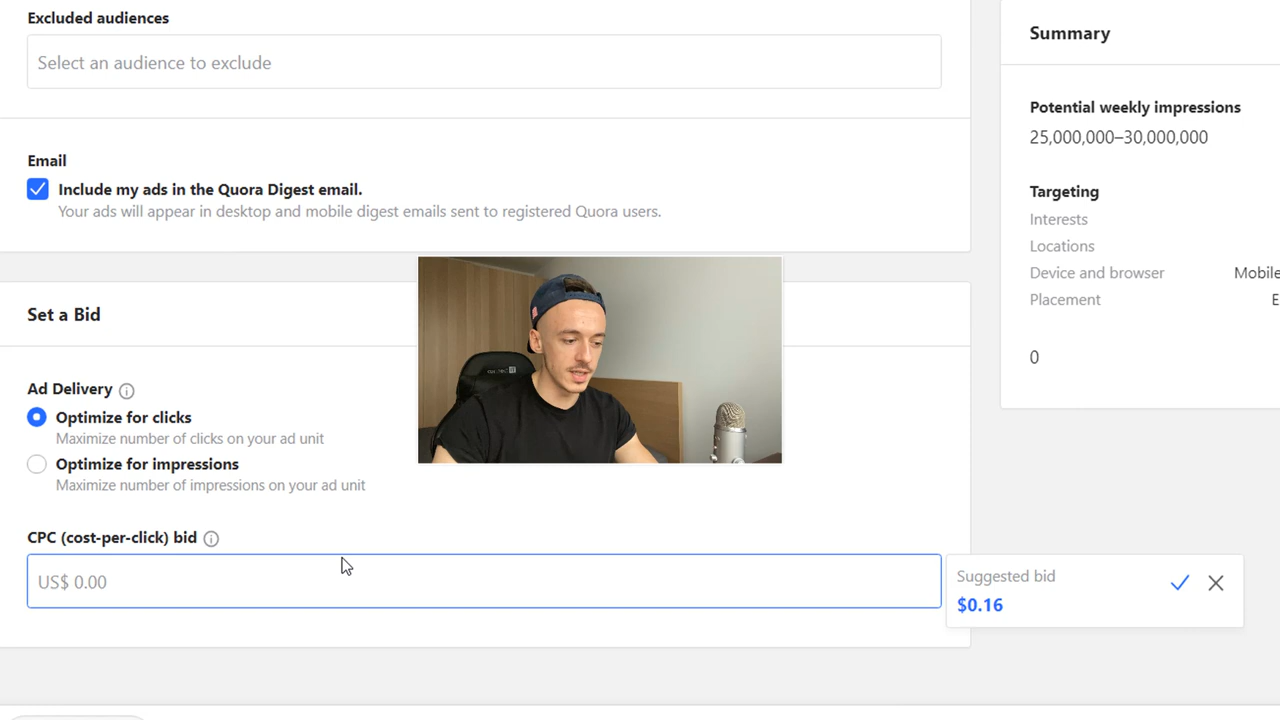 Excluded audiences
Select an audience to exclude
Email
Include my ads in the Quora Digest email.
Your ads will appear in desktop and mobile digest emails sent to registered Quora users.
Set a Bid
Ad Delivery
Optimize for clicks
Maximize number of clicks on your ad unit
Optimize for impressions
Maximize number of impressions on your ad unit
CPC (cost-per-click) bid
US$ 0.00
Suggested bid
$0.16
Summary
Potential weekly impressions
25,000,000–30,000,000
Targeting
Interests
Locations
Device and browser Mobile
Placement E
0